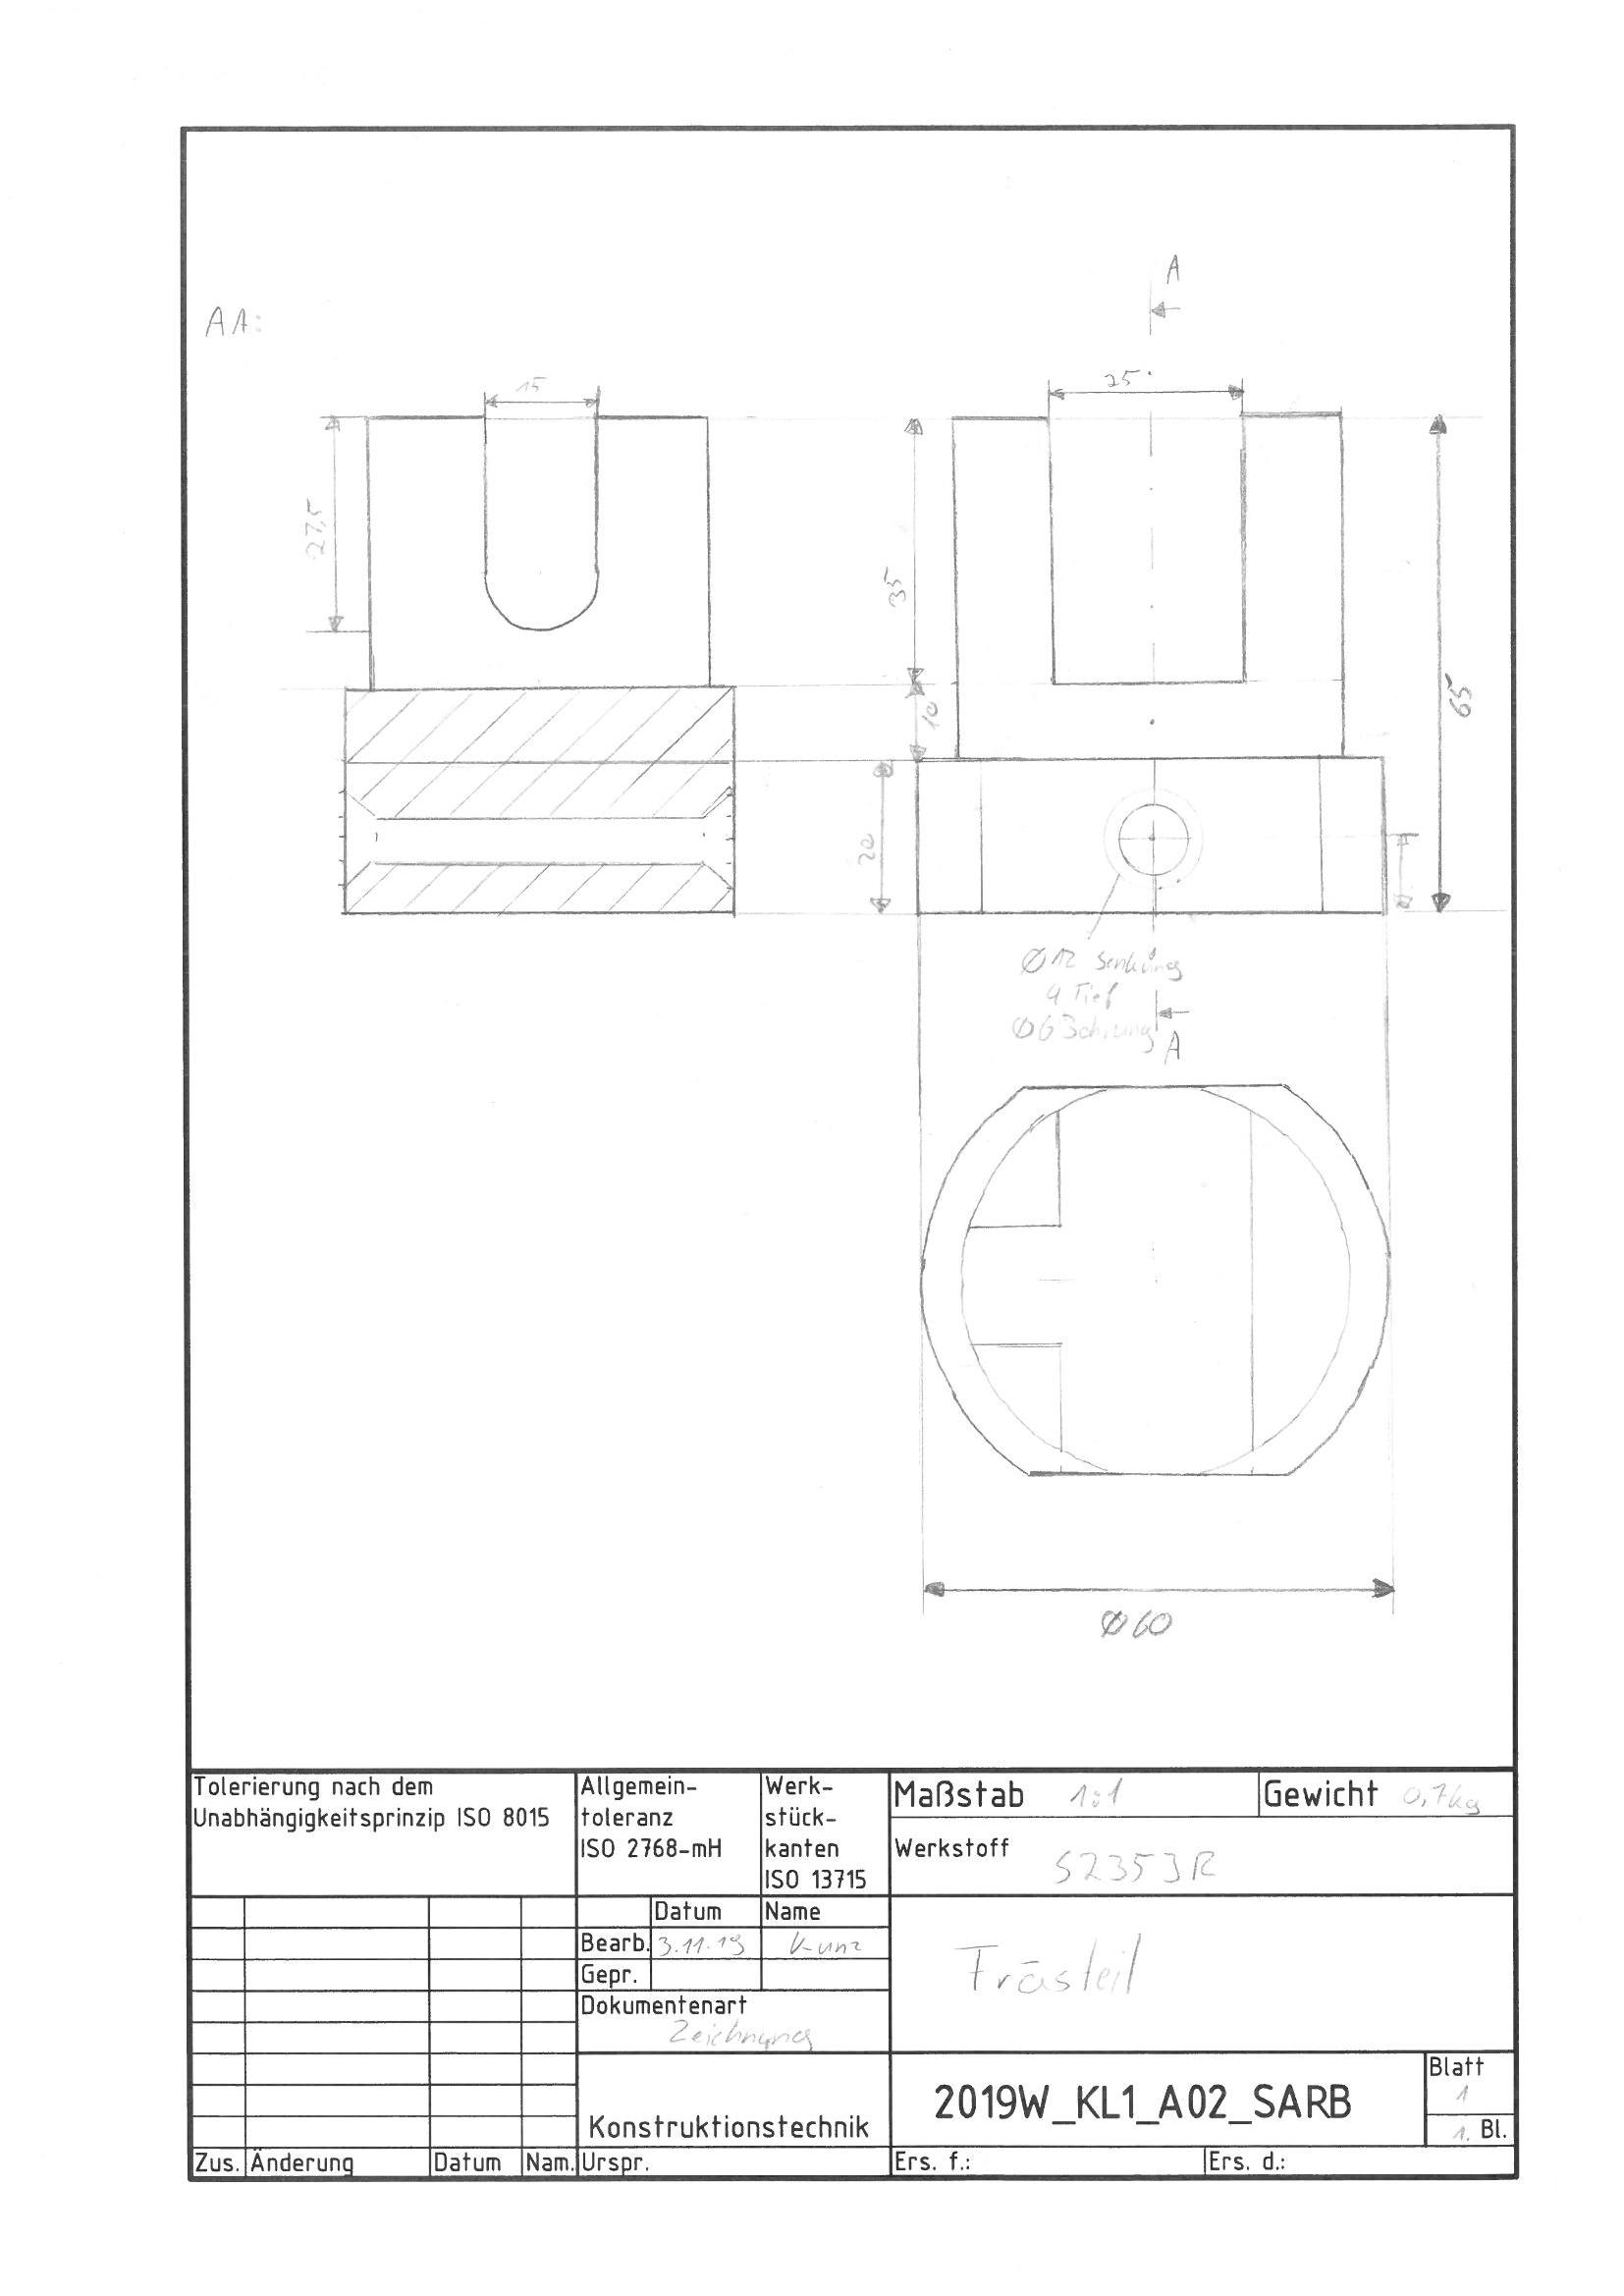 A
AA:
15
25
27,5
35
10
65
20
Ø12 Senkung
4 Tief
Ø6 Bohrung
A
Ø60
Tolerierung nach dem
Unabhängigkeitsprinzip ISO 8015
Allgemein-
toleranz
ISO 2768-mH
Werk-
stück-
kanten
ISO 13715
Maßstab 1:1
Gewicht 0,7kg
Werkstoff S235JR
Datum Name
Bearb. 3.11.19 Kunz
Gepr.
Dokumentenart
Zeichnung
Frästeil
Konstruktionstechnik
2019W_KL1_A02_SARB
Blatt
1
1. Bl.
Zus. Änderung Datum Nam. Urspr. Ers. f.: Ers. d.: